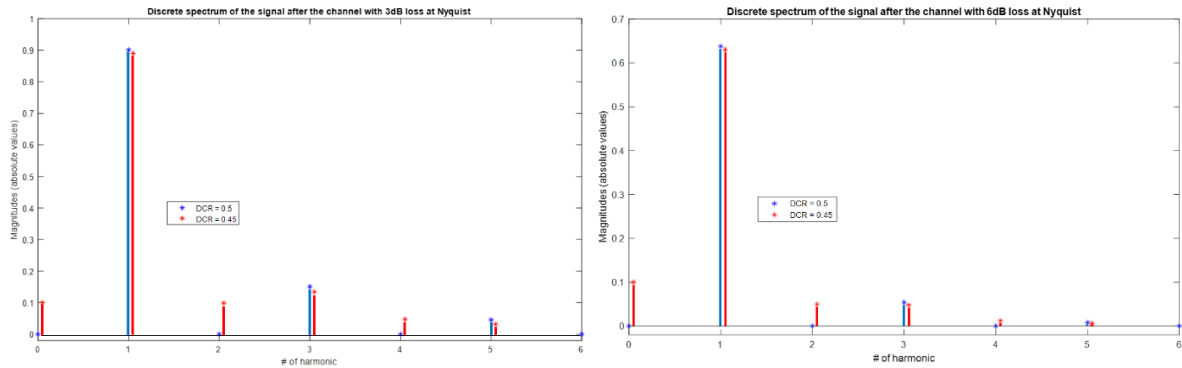 Discrete spectrum of the signal after the channel with 3dB loss at Nyquist
Magnitudes (absolute values)
1
0.9
0.8
0.7
0.6
0.5
0.4
0.3
0.2
0.1
0
DCR = 0.5
DCR = 0.45
0 1 2 3 4 5 6
# of harmonic
Discrete spectrum of the signal after the channel with 6dB loss at Nyquist
Magnitudes (absolute values)
0.7
0.6
0.5
0.4
0.3
0.2
0.1
0
DCR = 0.5
DCR = 0.45
0 1 2 3 4 5 6
# of harmonic